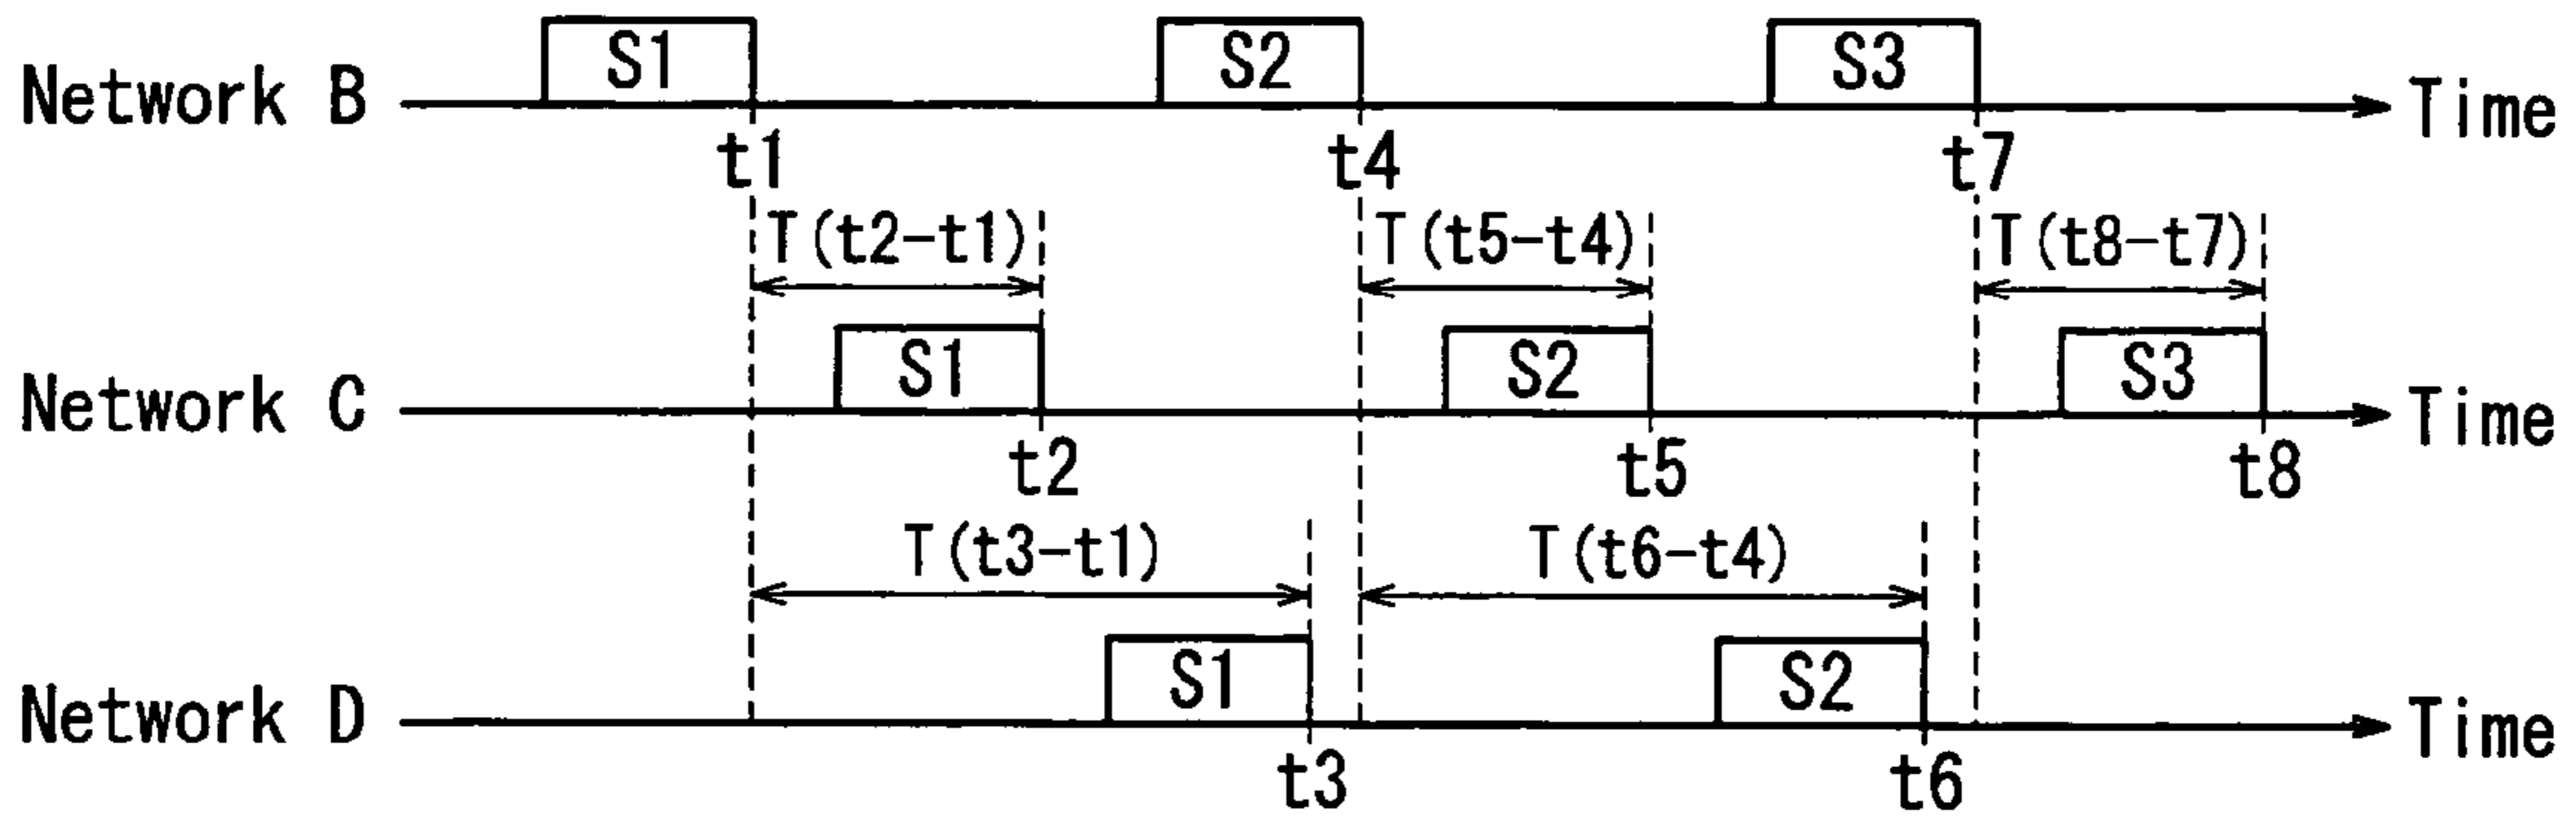 S1 S2 S3
Network B Time
t1 t4 t7
T(t2-t1) T(t5-t4) T(t8-t7)
S1 S2 S3
Network C Time
t2 t5 t8
T(t3-t1) T(t6-t4)
S1 S2
Network D Time
t3 t6